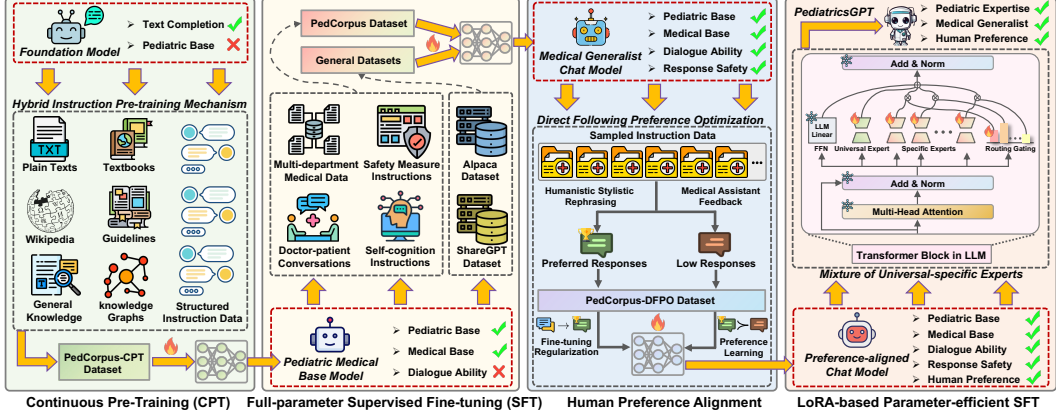 Foundation Model
Text Completion
Pediatric Base
Hybrid Instruction Pre-training Mechanism
TXT
Plain Texts
Textbooks
Wikipedia
Guidelines
General
Knowledge
knowledge
Graphs
Structured
Instruction Data
PedCorpus-CPT
Dataset
Continuous Pre-Training (CPT)
PedCorpus Dataset
General Datasets
Multi-department
Medical Data
Safety Measure
Instructions
Alpaca
Dataset
Doctor-patient
Conversations
Self-cognition
Instructions
ShareGPT
Dataset
Pediatric Medical
Base Model
Pediatric Base
Medical Base
Dialogue Ability
Full-parameter Supervised Fine-tuning (SFT)
Medical Generalist
Chat Model
Pediatric Base
Medical Base
Dialogue Ability
Response Safety
Direct Following Preference Optimization
Sampled Instruction Data
...
Humanistic Stylistic
Rephrasing
Medical Assistant
Feedback
Preferred Responses
Low Responses
PedCorpus-DFPO Dataset
Fine-tuning
Regularization
Preference
Learning
Human Preference Alignment
PediatricsGPT
Pediatric Expertise
Medical Generalist
Human Preference
Add & Norm
LLM
Linear
FFN
Universal Expert
Specific Experts
Routing Gating
Add & Norm
Multi-Head Attention
Transformer Block in LLM
Mixture of Universal-specific Experts
Preference-aligned
Chat Model
Pediatric Base
Medical Base
Dialogue Ability
Response Safety
Human Preference
LoRA-based Parameter-efficient SFT